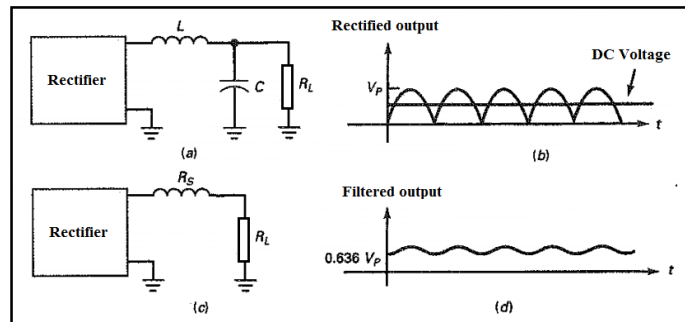 L
Rectifier
C
R_L
(a)
Rectified output
DC Voltage
V_P
t
(b)
R_S
Rectifier
R_L
(c)
Filtered output
0.636 V_P
t
(d)